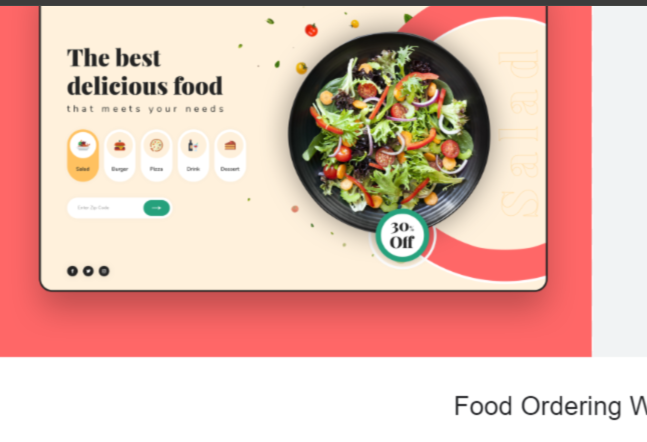 The best
delicious food
that meets your needs
Salad
Salad
Burger
Pizza
Drink
Dessert
Enter Zip Code
30%
Off
Food Ordering W